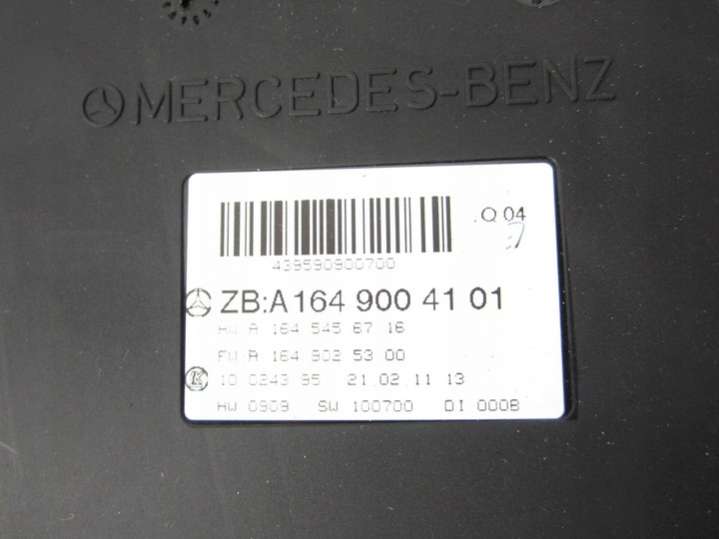 MERCEDES-BENZ
.Q 04
439590900700
ZB:A 164 900 41 01
HW A 164 545 67 16
FW A 164 902 53 00
10 0243 95 21.02.11 13
HW 0909 SW 100700 DI 0008